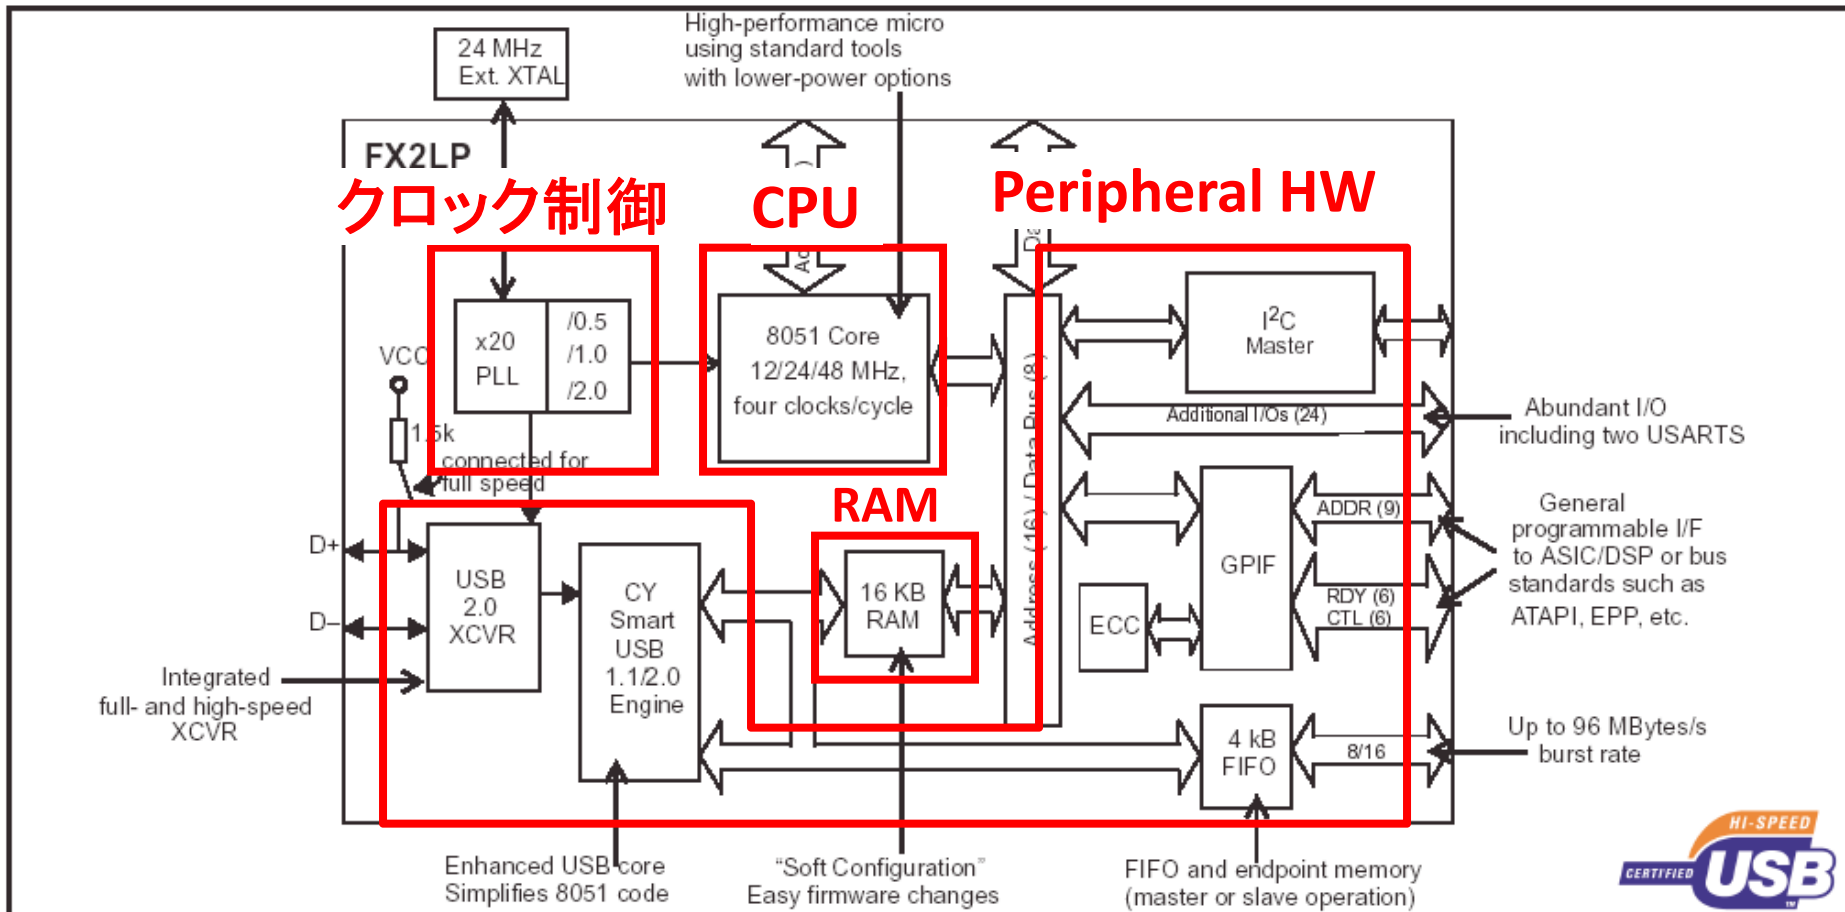 24 MHz
Ext. XTAL
High-performance micro
using standard tools
with lower-power options
FX2LP
クロック制御
CPU
Peripheral HW
x20
PLL
/0.5
/1.0
/2.0
VCC
1.5k
connected for
full speed
8051 Core
12/24/48 MHz,
four clocks/cycle
Address (16) / Data Bus (8)
I²C
Master
Additional I/Os (24)
Abundant I/O
including two USARTS
RAM
16 KB
RAM
D+
D–
USB
2.0
XCVR
CY
Smart
USB
1.1/2.0
Engine
GPIF
ECC
ADDR (9)
RDY (6)
CTL (6)
General
programmable I/F
to ASIC/DSP or bus
standards such as
ATAPI, EPP, etc.
Integrated
full- and high-speed
XCVR
4 kB
FIFO
8/16
Up to 96 MBytes/s
burst rate
Enhanced USB core
Simplifies 8051 code
“Soft Configuration”
Easy firmware changes
FIFO and endpoint memory
(master or slave operation)
HI-SPEED
CERTIFIED
USB
TM